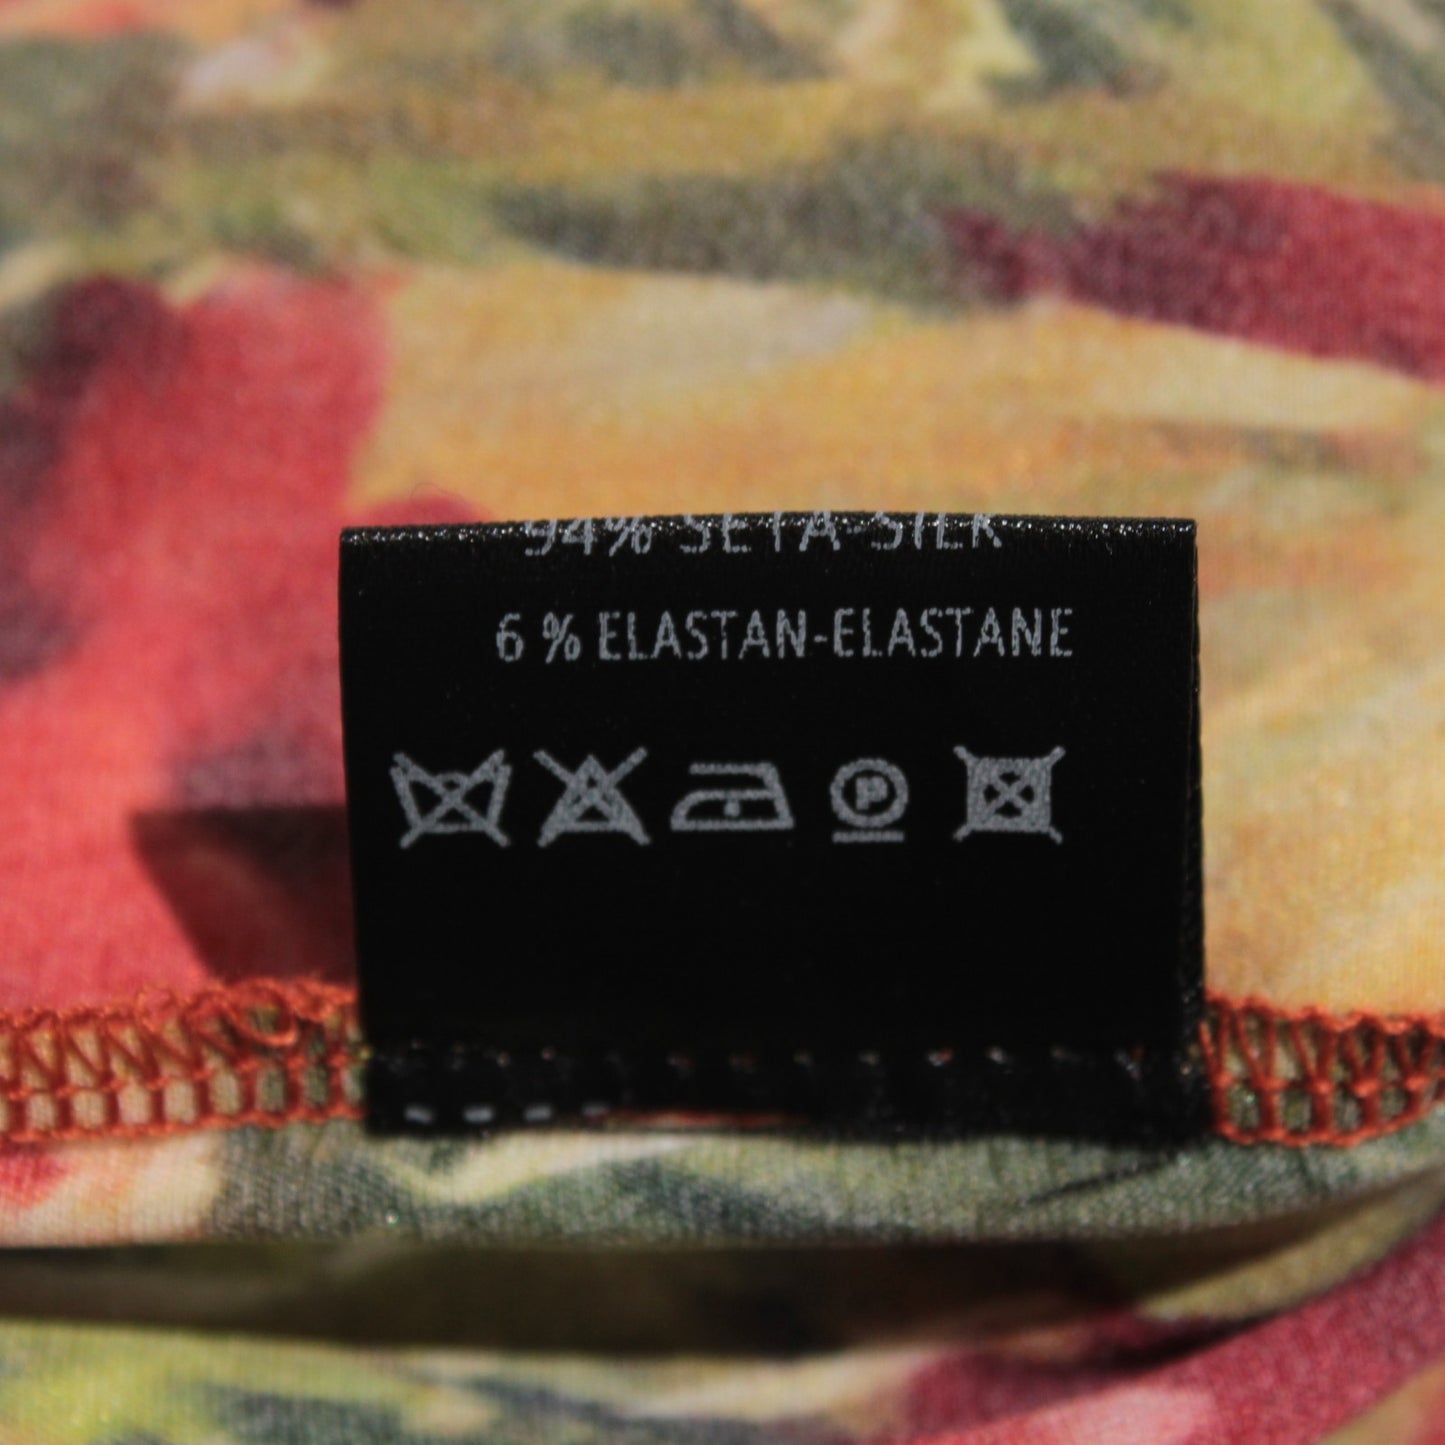 94% SETA-SILK
6 % ELASTAN-ELASTANE
P